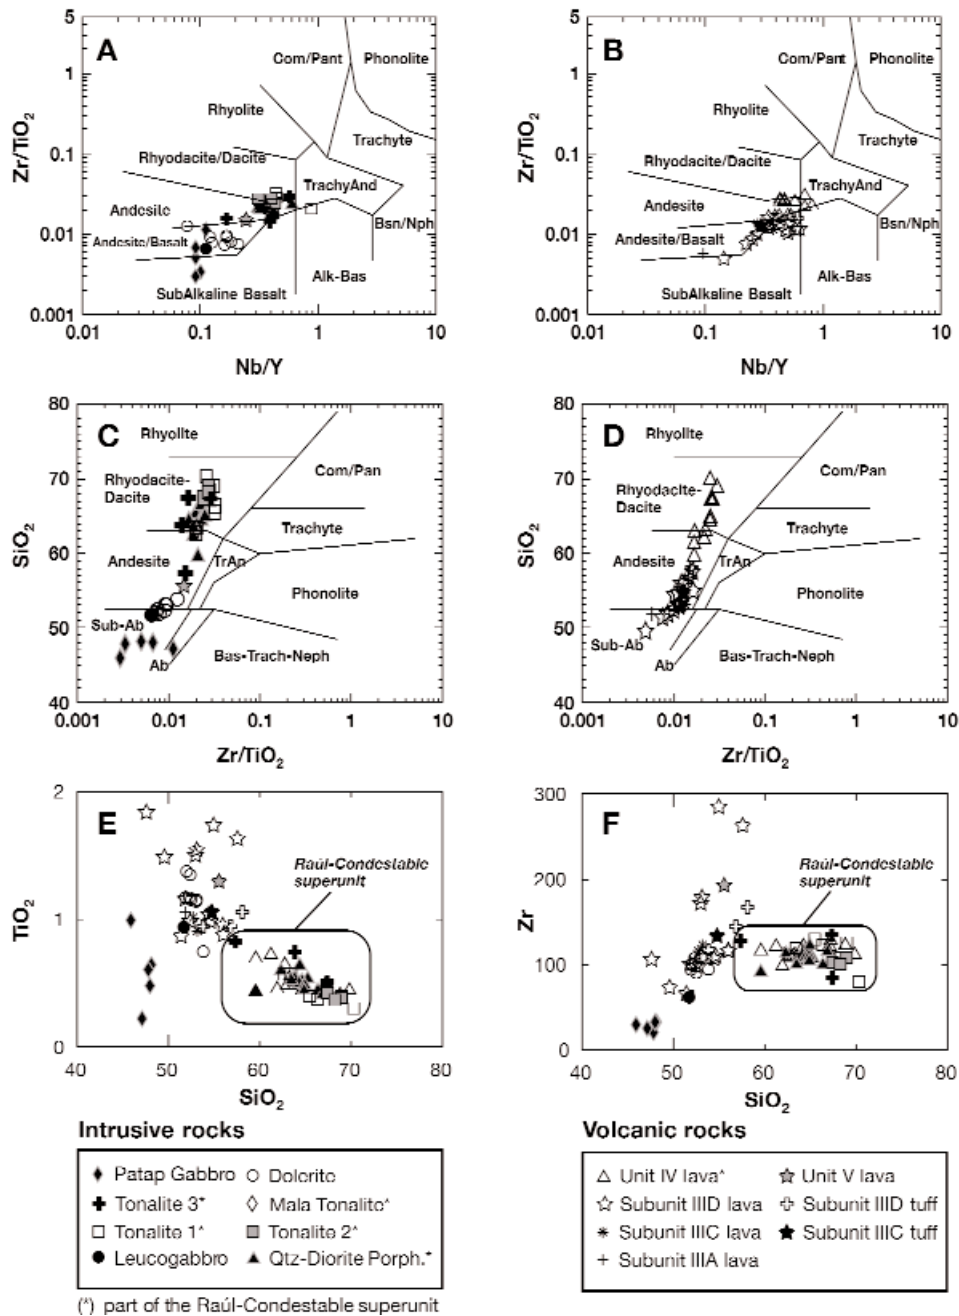 A
5
1
0.1
0.01
0.001
Zr/TiO2
Com/Pant
Phonolite
Rhyolite
Trachyte
Rhyodacite/Dacite
TrachyAnd
Andesite
Bsn/Nph
Andesite/Basalt
Alk-Bas
SubAlkaline Basalt
0.01
0.1
1
10
Nb/Y
B
5
1
0.1
0.01
0.001
Zr/TiO2
Com/Pant
Phonolite
Rhyolite
Trachyte
Rhyodacite/Dacite
TrachyAnd
Andesite
Bsn/Nph
Andesite/Basalt
Alk-Bas
SubAlkaline Basalt
0.01
0.1
1
10
Nb/Y
C
80
70
60
50
40
SiO2
Rhyolite
Com/Pan
Rhyodacite-
Dacite
Trachyte
Andesite
TrAn
Phonolite
Sub-Ab
Ab
Bas-Trach-Neph
0.001
0.01
0.1
1
10
Zr/TiO2
D
80
70
60
50
40
SiO2
Rhyolite
Com/Pan
Rhyodacite-
Dacite
Trachyte
Andesite
TrAn
Phonolite
Sub-Ab
Ab
Bas-Trach-Neph
0.001
0.01
0.1
1
10
Zr/TiO2
E
2
1
0
TiO2
Raúl-Condestable
superunit
40
50
60
70
80
SiO2
F
300
200
100
0
Zr
Raúl-Condestable
superunit
40
50
60
70
80
SiO2
Intrusive rocks
Patap Gabbro
Dolerite
Tonalite 3*
Mala Tonalite*
Tonalite 1*
Tonalite 2*
Leucogabbro
Qtz-Diorite Porph.*
(*) part of the Raúl-Condestable superunit
Volcanic rocks
Unit IV lava*
Unit V lava
Subunit IIID lava
Subunit IIID tuff
Subunit IIIC lava
Subunit IIIC tuff
Subunit IIIA lava